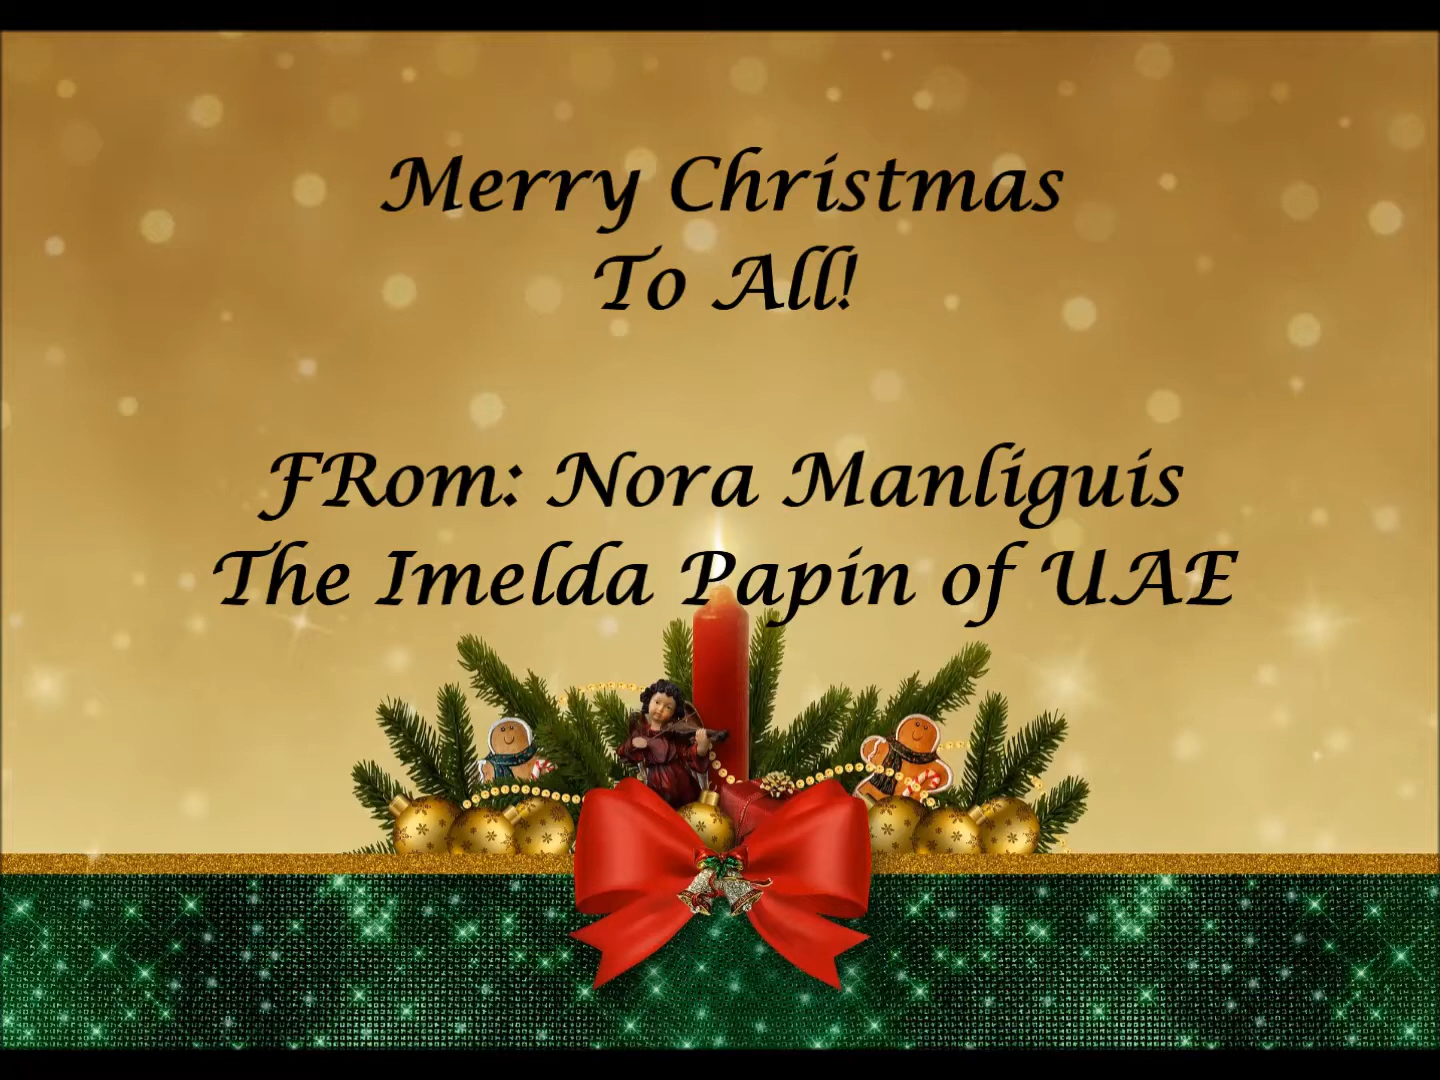 Merry Christmas
To All!
FRom: Nora Manliguis
The Imelda Papin of UAE